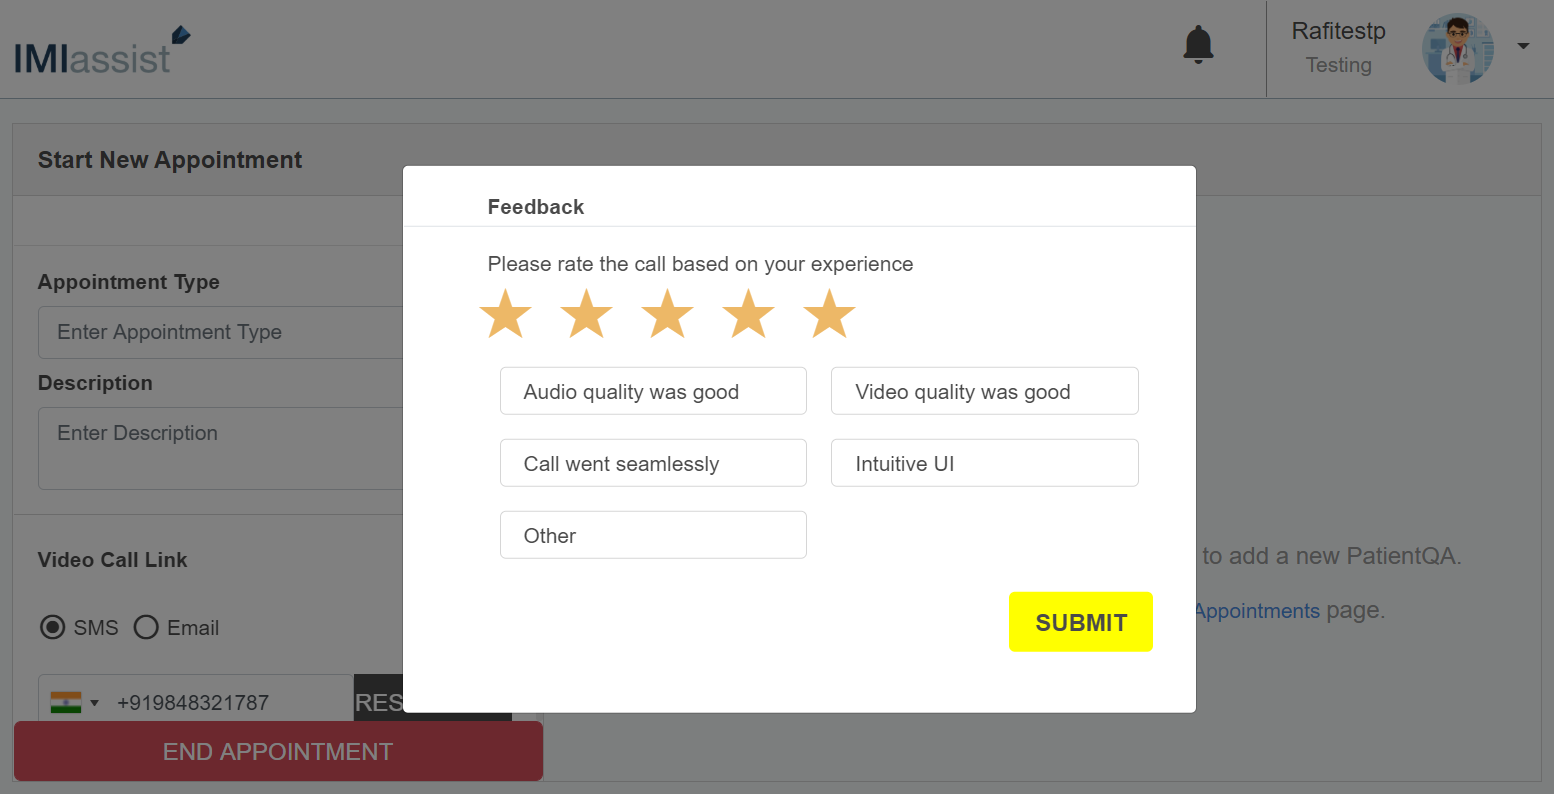 IMIassist
Rafitestp
Testing
Start New Appointment
Appointment Type
Enter Appointment Type
Description
Enter Description
Video Call Link
SMS
Email
+919848321787
END APPOINTMENT
Feedback
Please rate the call based on your experience
Audio quality was good
Video quality was good
Call went seamlessly
Intuitive UI
Other
SUBMIT
to add a new PatientQA.
Appointments page.